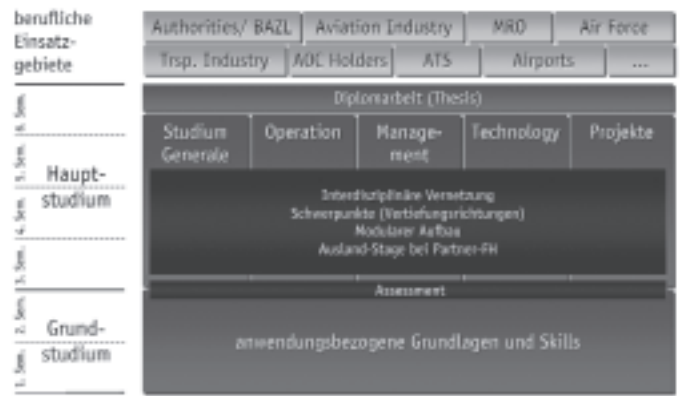 berufliche
Einsatz-
gebiete
Authorities/ BAZL
Aviation Industry
MRO
Air Force
Trsp. Industry
AOC Holders
ATS
Airports
...
6. Sem.
5. Sem.
4. Sem.
3. Sem.
2. Sem.
1. Sem.
Haupt-
studium
Grund-
studium
Diplomarbeit (Thesis)
Studium
Generale
Operation
Manage-
ment
Technology
Projekte
Interdisziplinäre Vernetzung
Schwerpunkte (Vertiefungsrichtungen)
Modularer Aufbau
Ausland-Stage bei Partner-FH
Assessment
anwendungsbezogene Grundlagen und Skills